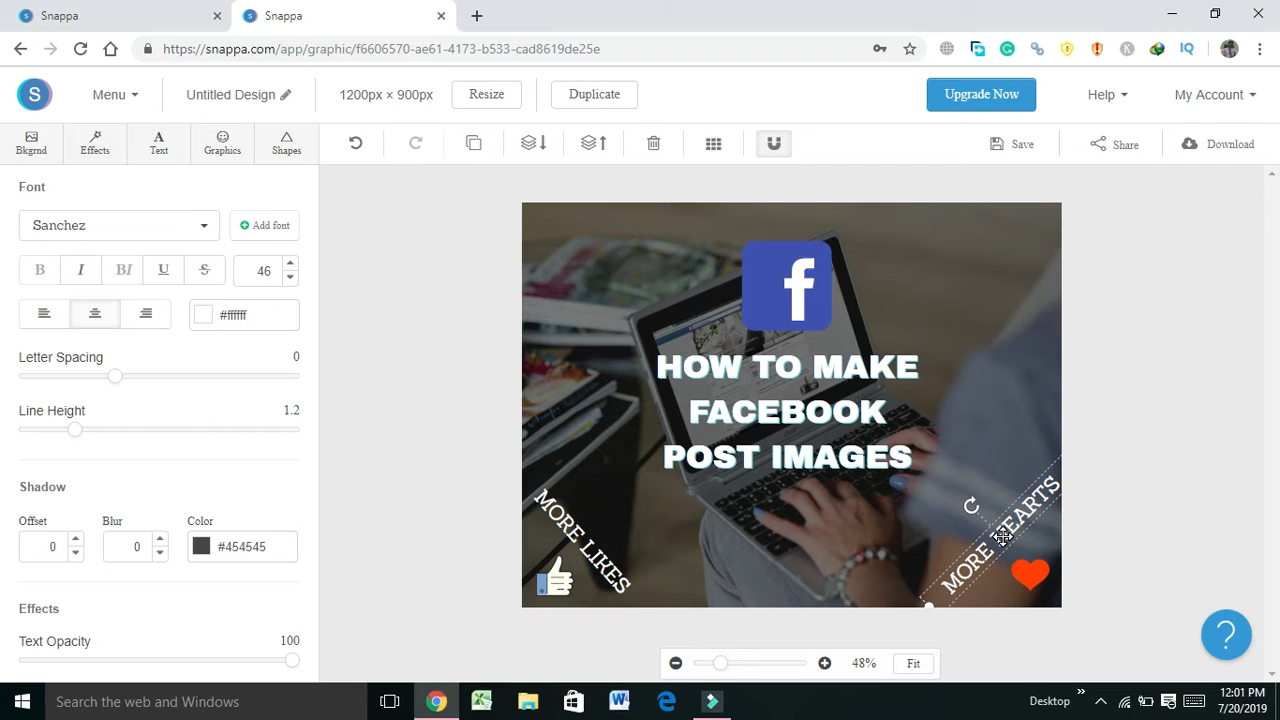 Snappa
Snappa
https://snappa.com/app/graphic/f6606570-ae61-4173-b533-cad8619de25e
K
IQ
S
Menu
Untitled Design
1200px × 900px
Resize
Duplicate
Upgrade Now
Help
My Account
Bkgrnd
Effects
A
Text
Graphics
Shapes
Save
Share
Download
Font
Sanchez
Add font
B
I
BI
U
S
46
#ffffff
Letter Spacing
0
Line Height
1.2
Shadow
Offset
Blur
Color
0
0
#454545
Effects
Text Opacity
100
f
HOW TO MAKE
FACEBOOK
POST IMAGES
MORE LIKES
MORE HEARTS
48%
Fit
?
Search the web and Windows
Desktop
12:01 PM
7/20/2019